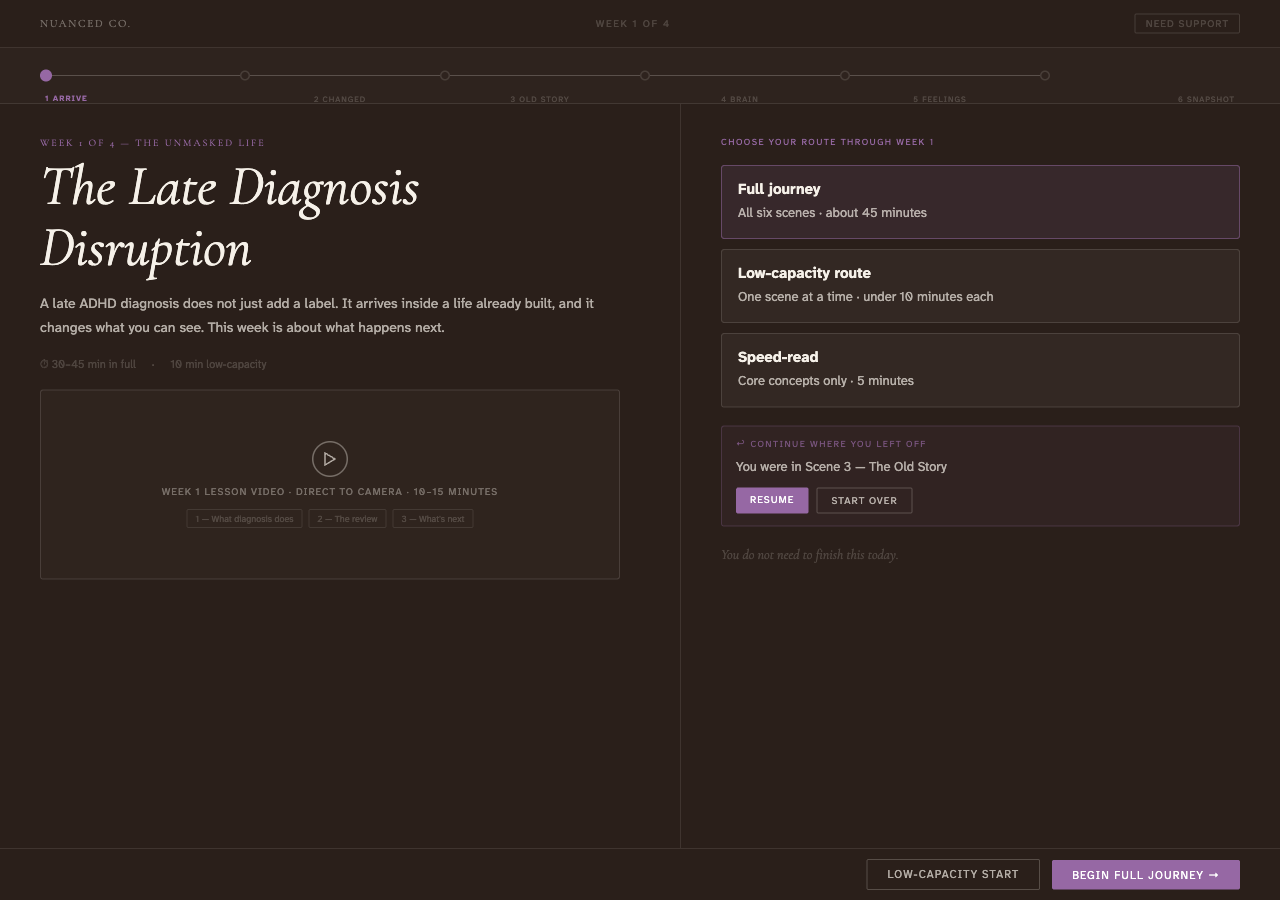 NUANCED CO.
WEEK 1 OF 4
NEED SUPPORT
1 ARRIVE
2 CHANGED
3 OLD STORY
4 BRAIN
5 FEELINGS
6 SNAPSHOT
WEEK 1 OF 4 — THE UNMASKED LIFE
The Late Diagnosis
Disruption
A late ADHD diagnosis does not just add a label. It arrives inside a life already built, and it
changes what you can see. This week is about what happens next.
⏱ 30–45 min in full · 10 min low-capacity
WEEK 1 LESSON VIDEO · DIRECT TO CAMERA · 10–15 MINUTES
1 — What diagnosis does
2 — The review
3 — What's next
CHOOSE YOUR ROUTE THROUGH WEEK 1
Full journey
All six scenes · about 45 minutes
Low-capacity route
One scene at a time · under 10 minutes each
Speed-read
Core concepts only · 5 minutes
↩ CONTINUE WHERE YOU LEFT OFF
You were in Scene 3 — The Old Story
RESUME
START OVER
You do not need to finish this today.
LOW-CAPACITY START
BEGIN FULL JOURNEY →